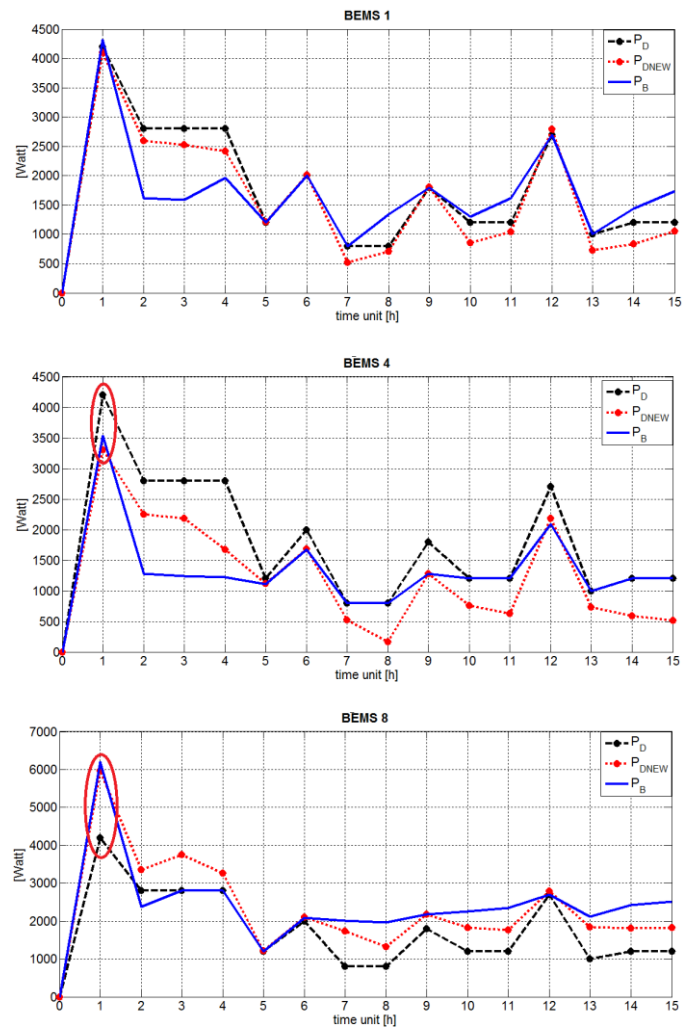 BEMS 1
4500
4000
3500
3000
2500
2000
1500
1000
500
0
[Watt]
P_D
P_DNEW
P_B
0 1 2 3 4 5 6 7 8 9 10 11 12 13 14 15
time unit [h]
BEMS 4
4500
4000
3500
3000
2500
2000
1500
1000
500
0
[Watt]
P_D
P_DNEW
P_B
0 1 2 3 4 5 6 7 8 9 10 11 12 13 14 15
time unit [h]
BEMS 8
7000
6000
5000
4000
3000
2000
1000
0
[Watt]
P_D
P_DNEW
P_B
0 1 2 3 4 5 6 7 8 9 10 11 12 13 14 15
time unit [h]